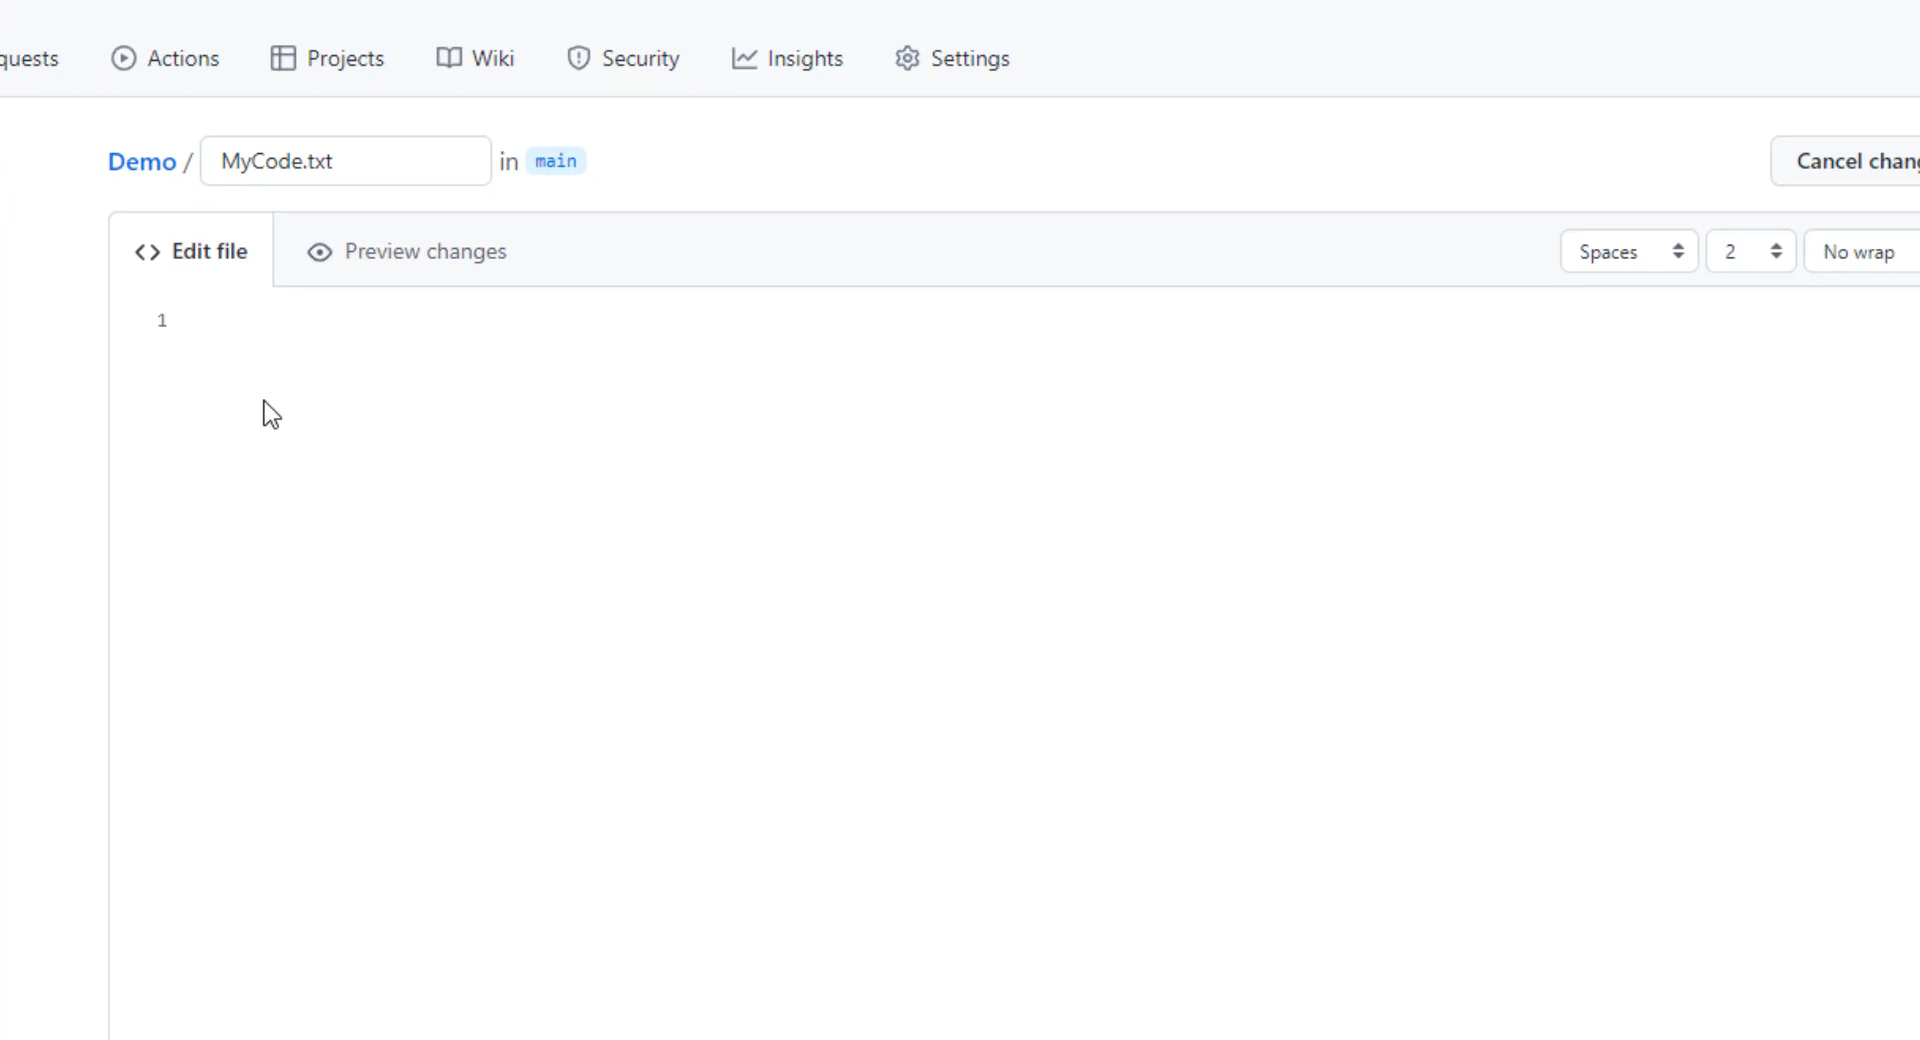 quests Actions Projects Wiki Security Insights Settings
Demo / MyCode.txt in main Cancel chang
Edit file Preview changes Spaces 2 No wrap
1